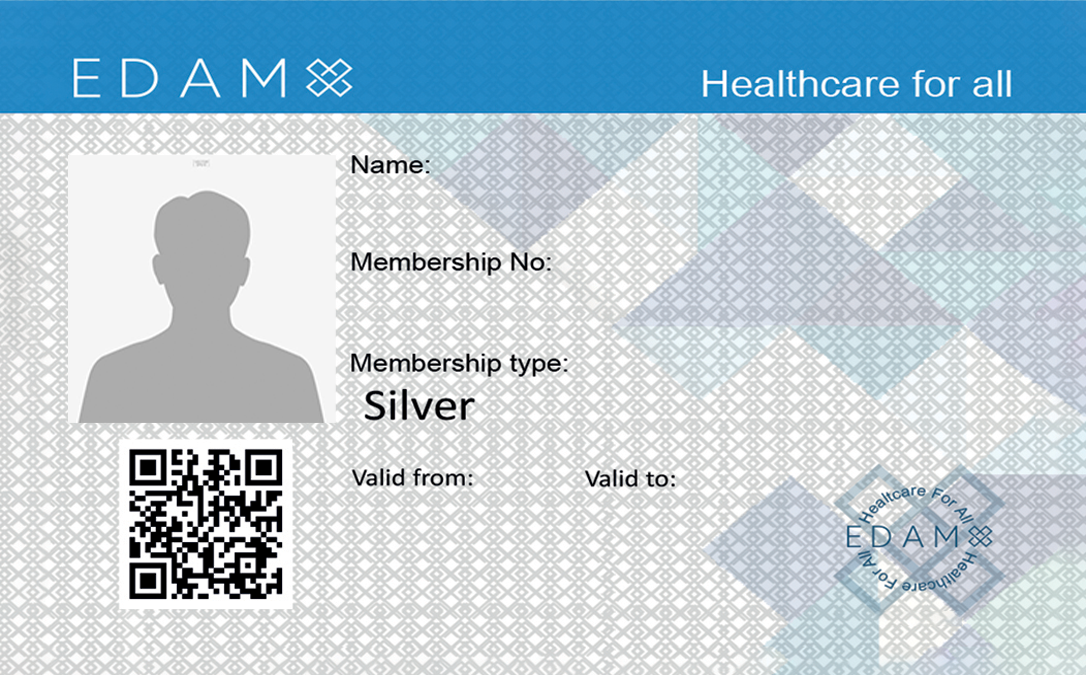 EDAM
Healthcare for all
Name:
Membership No:
Membership type:
Silver
Valid from:
Valid to:
Healtcare For All
EDAM
Healthcare For All